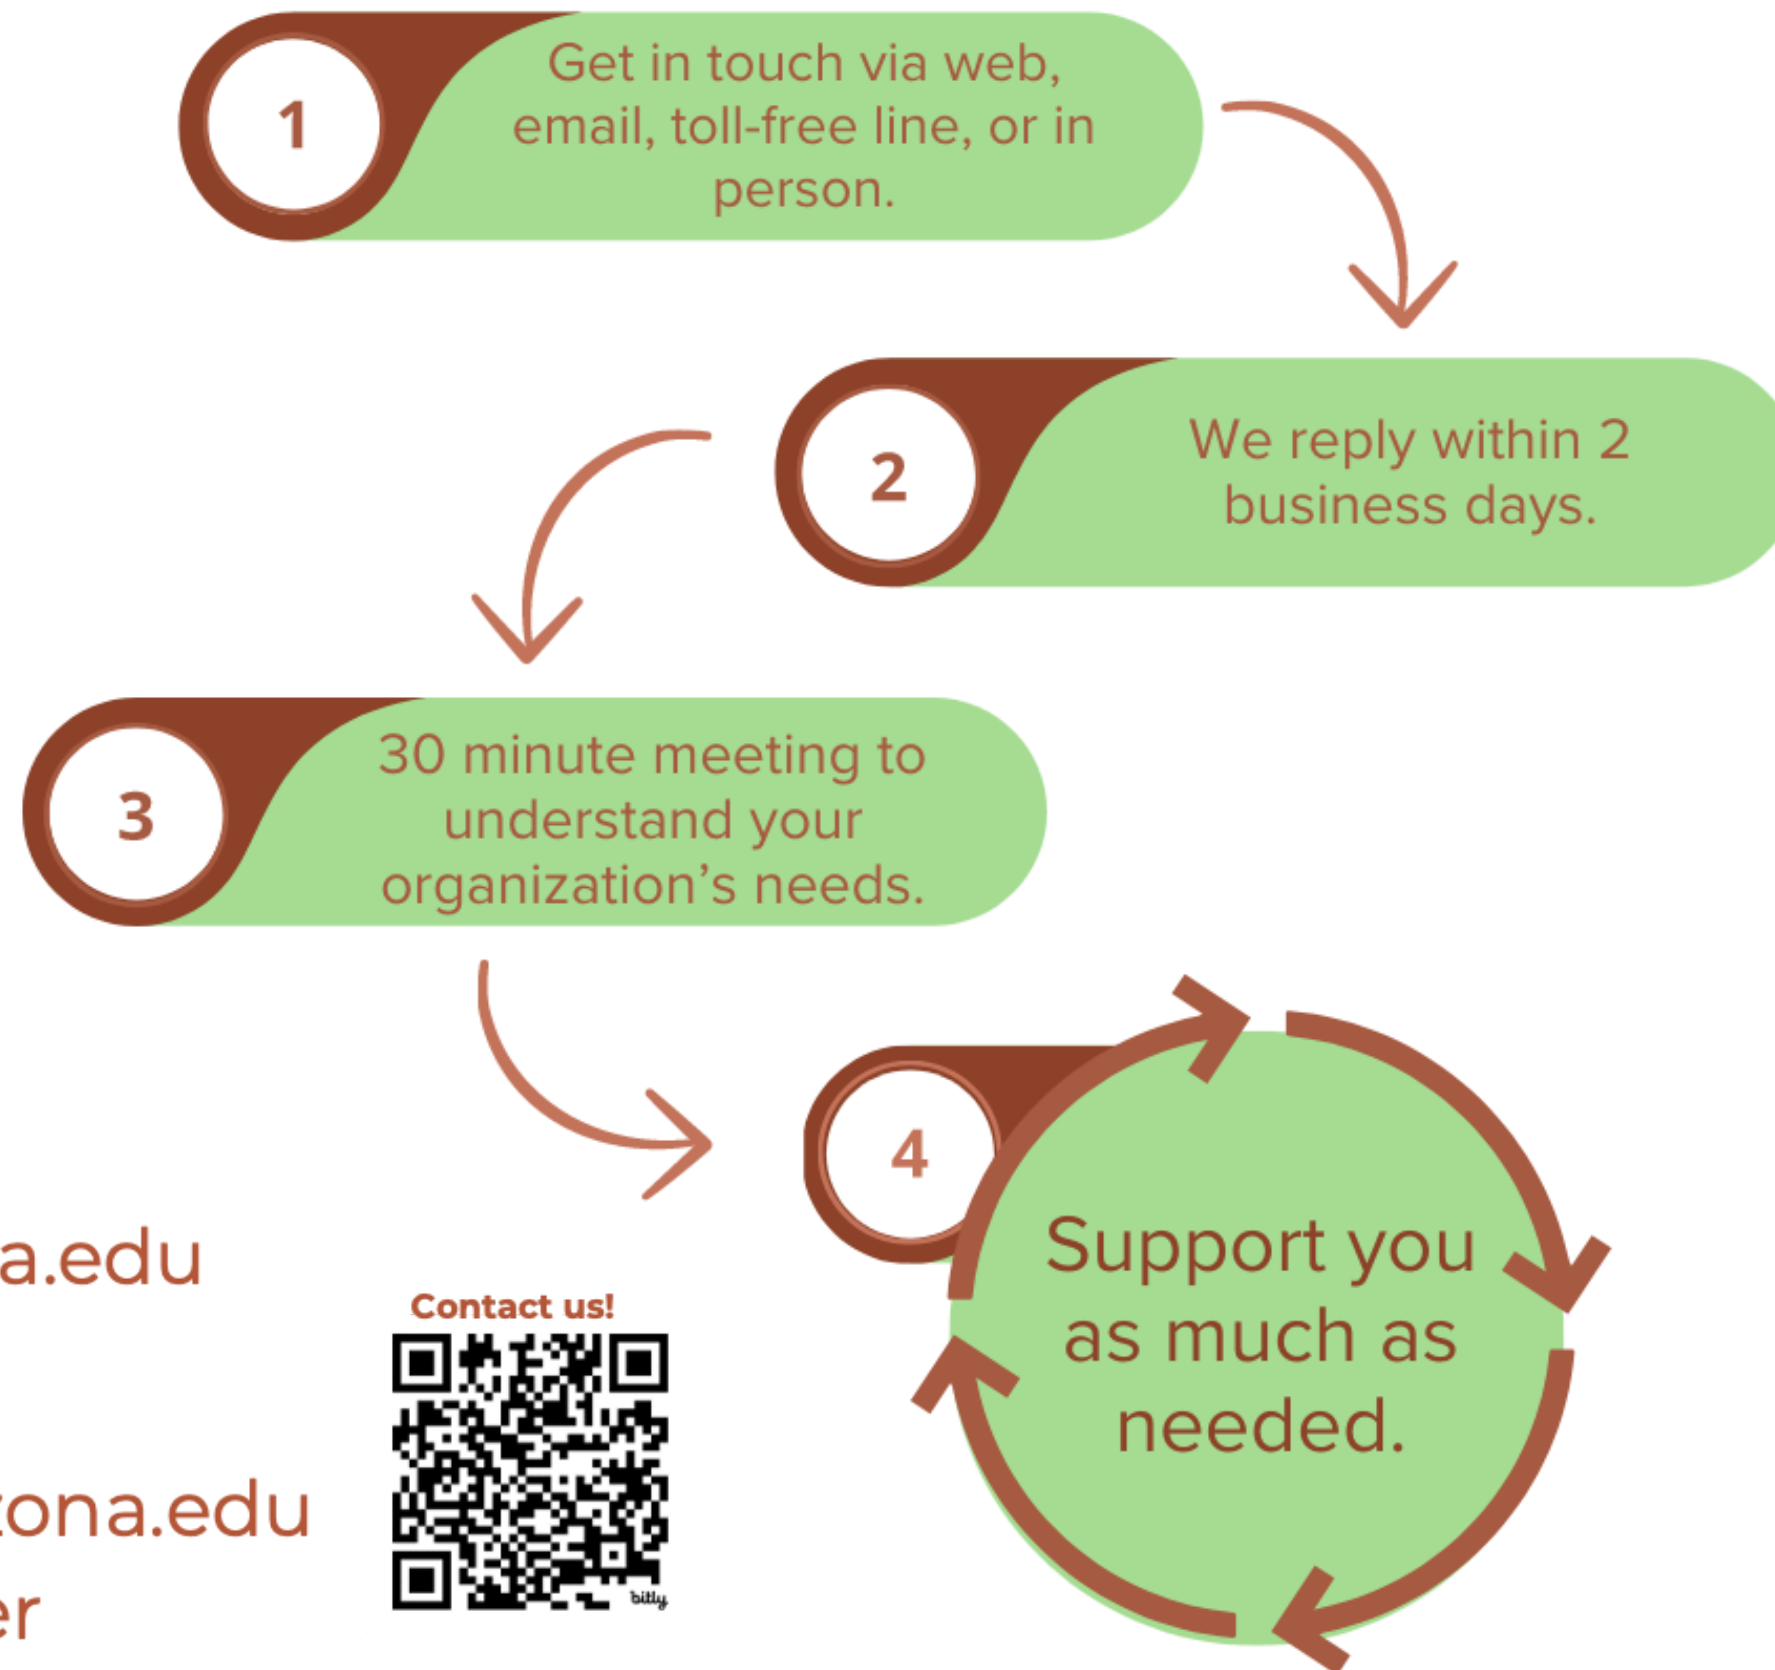 1
Get in touch via web,
email, toll-free line, or in
person.
2
We reply within 2
business days.
3
30 minute meeting to
understand your
organization's needs.
4
Support you
as much as
needed.
a.edu
Contact us!
zona.edu
er
bitly